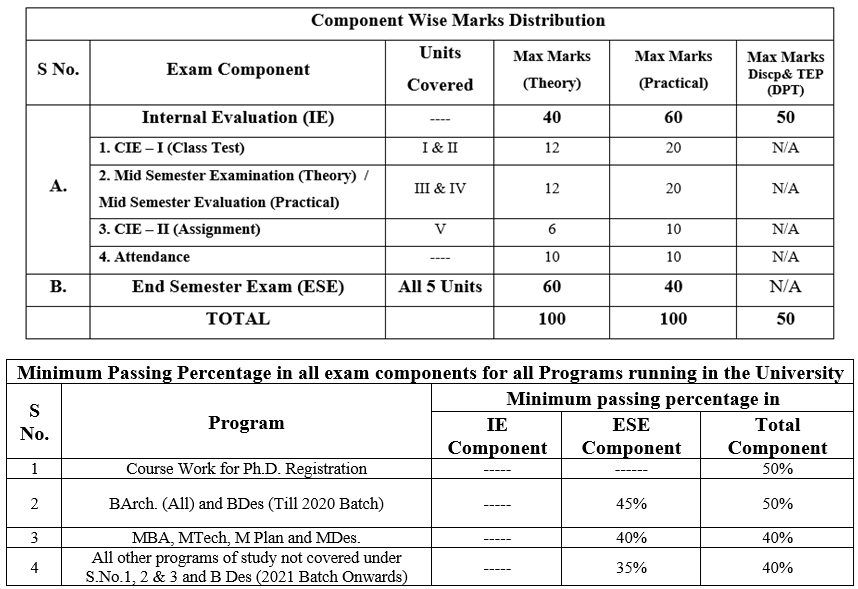 Component Wise Marks Distribution
S No. Exam Component Units Covered Max Marks (Theory) Max Marks (Practical) Max Marks Discp& TEP (DPT)
A. Internal Evaluation (IE) ---- 40 60 50
1. CIE – I (Class Test) I & II 12 20 N/A
2. Mid Semester Examination (Theory) /
Mid Semester Evaluation (Practical) III & IV 12 20 N/A
3. CIE – II (Assignment) V 6 10 N/A
4. Attendance ---- 10 10 N/A
B. End Semester Exam (ESE) All 5 Units 60 40 N/A
TOTAL 100 100 50
Minimum Passing Percentage in all exam components for all Programs running in the University
S No. Program Minimum passing percentage in
IE Component ESE Component Total Component
1 Course Work for Ph.D. Registration ----- ------ 50%
2 BArch. (All) and BDes (Till 2020 Batch) ----- 45% 50%
3 MBA, MTech, M Plan and MDes. ----- 40% 40%
4 All other programs of study not covered under
S.No.1, 2 & 3 and B Des (2021 Batch Onwards) ----- 35% 40%